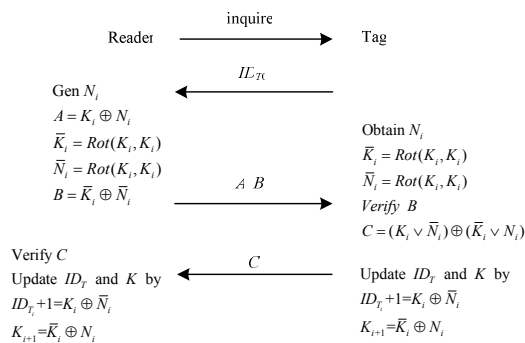 inquire
Reader
Tag
Gen N_i
A = K_i ⊕ N_i
K̄_i = Rot(K_i, K_i)
N̄_i = Rot(K_i, K_i)
B = K̄_i ⊕ N̄_i
A B
Obtain N_i
K̄_i = Rot(K_i, K_i)
N̄_i = Rot(K_i, K_i)
Verify B
C = (K_i ∨ N̄_i) ⊕ (K̄_i ∨ N_i)
C
Verify C
Update ID_T and K by
ID_{T_i}+1=K_i ⊕ N̄_i
K_{i+1}=K̄_i ⊕ N_i
Update ID_T and K by
ID_{T_i}+1=K_i ⊕ N̄_i
K_{i+1}=K̄_i ⊕ N_i